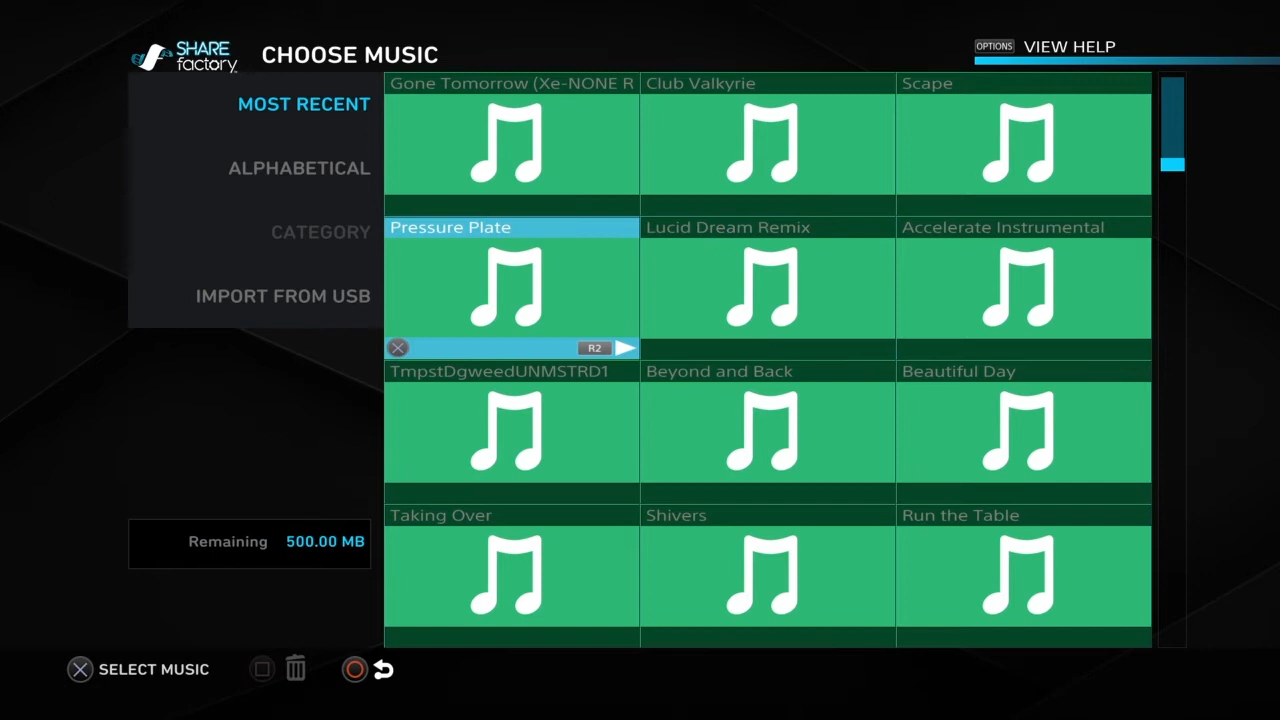 SHARE
factory
CHOOSE MUSIC
OPTIONS VIEW HELP
MOST RECENT
ALPHABETICAL
CATEGORY
IMPORT FROM USB
Remaining 500.00 MB
Gone Tomorrow (Xe-NONE R
Club Valkyrie
Scape
Pressure Plate
R2
Lucid Dream Remix
Accelerate Instrumental
TmpstDgweedUNMSTRD1
Beyond and Back
Beautiful Day
Taking Over
Shivers
Run the Table
SELECT MUSIC